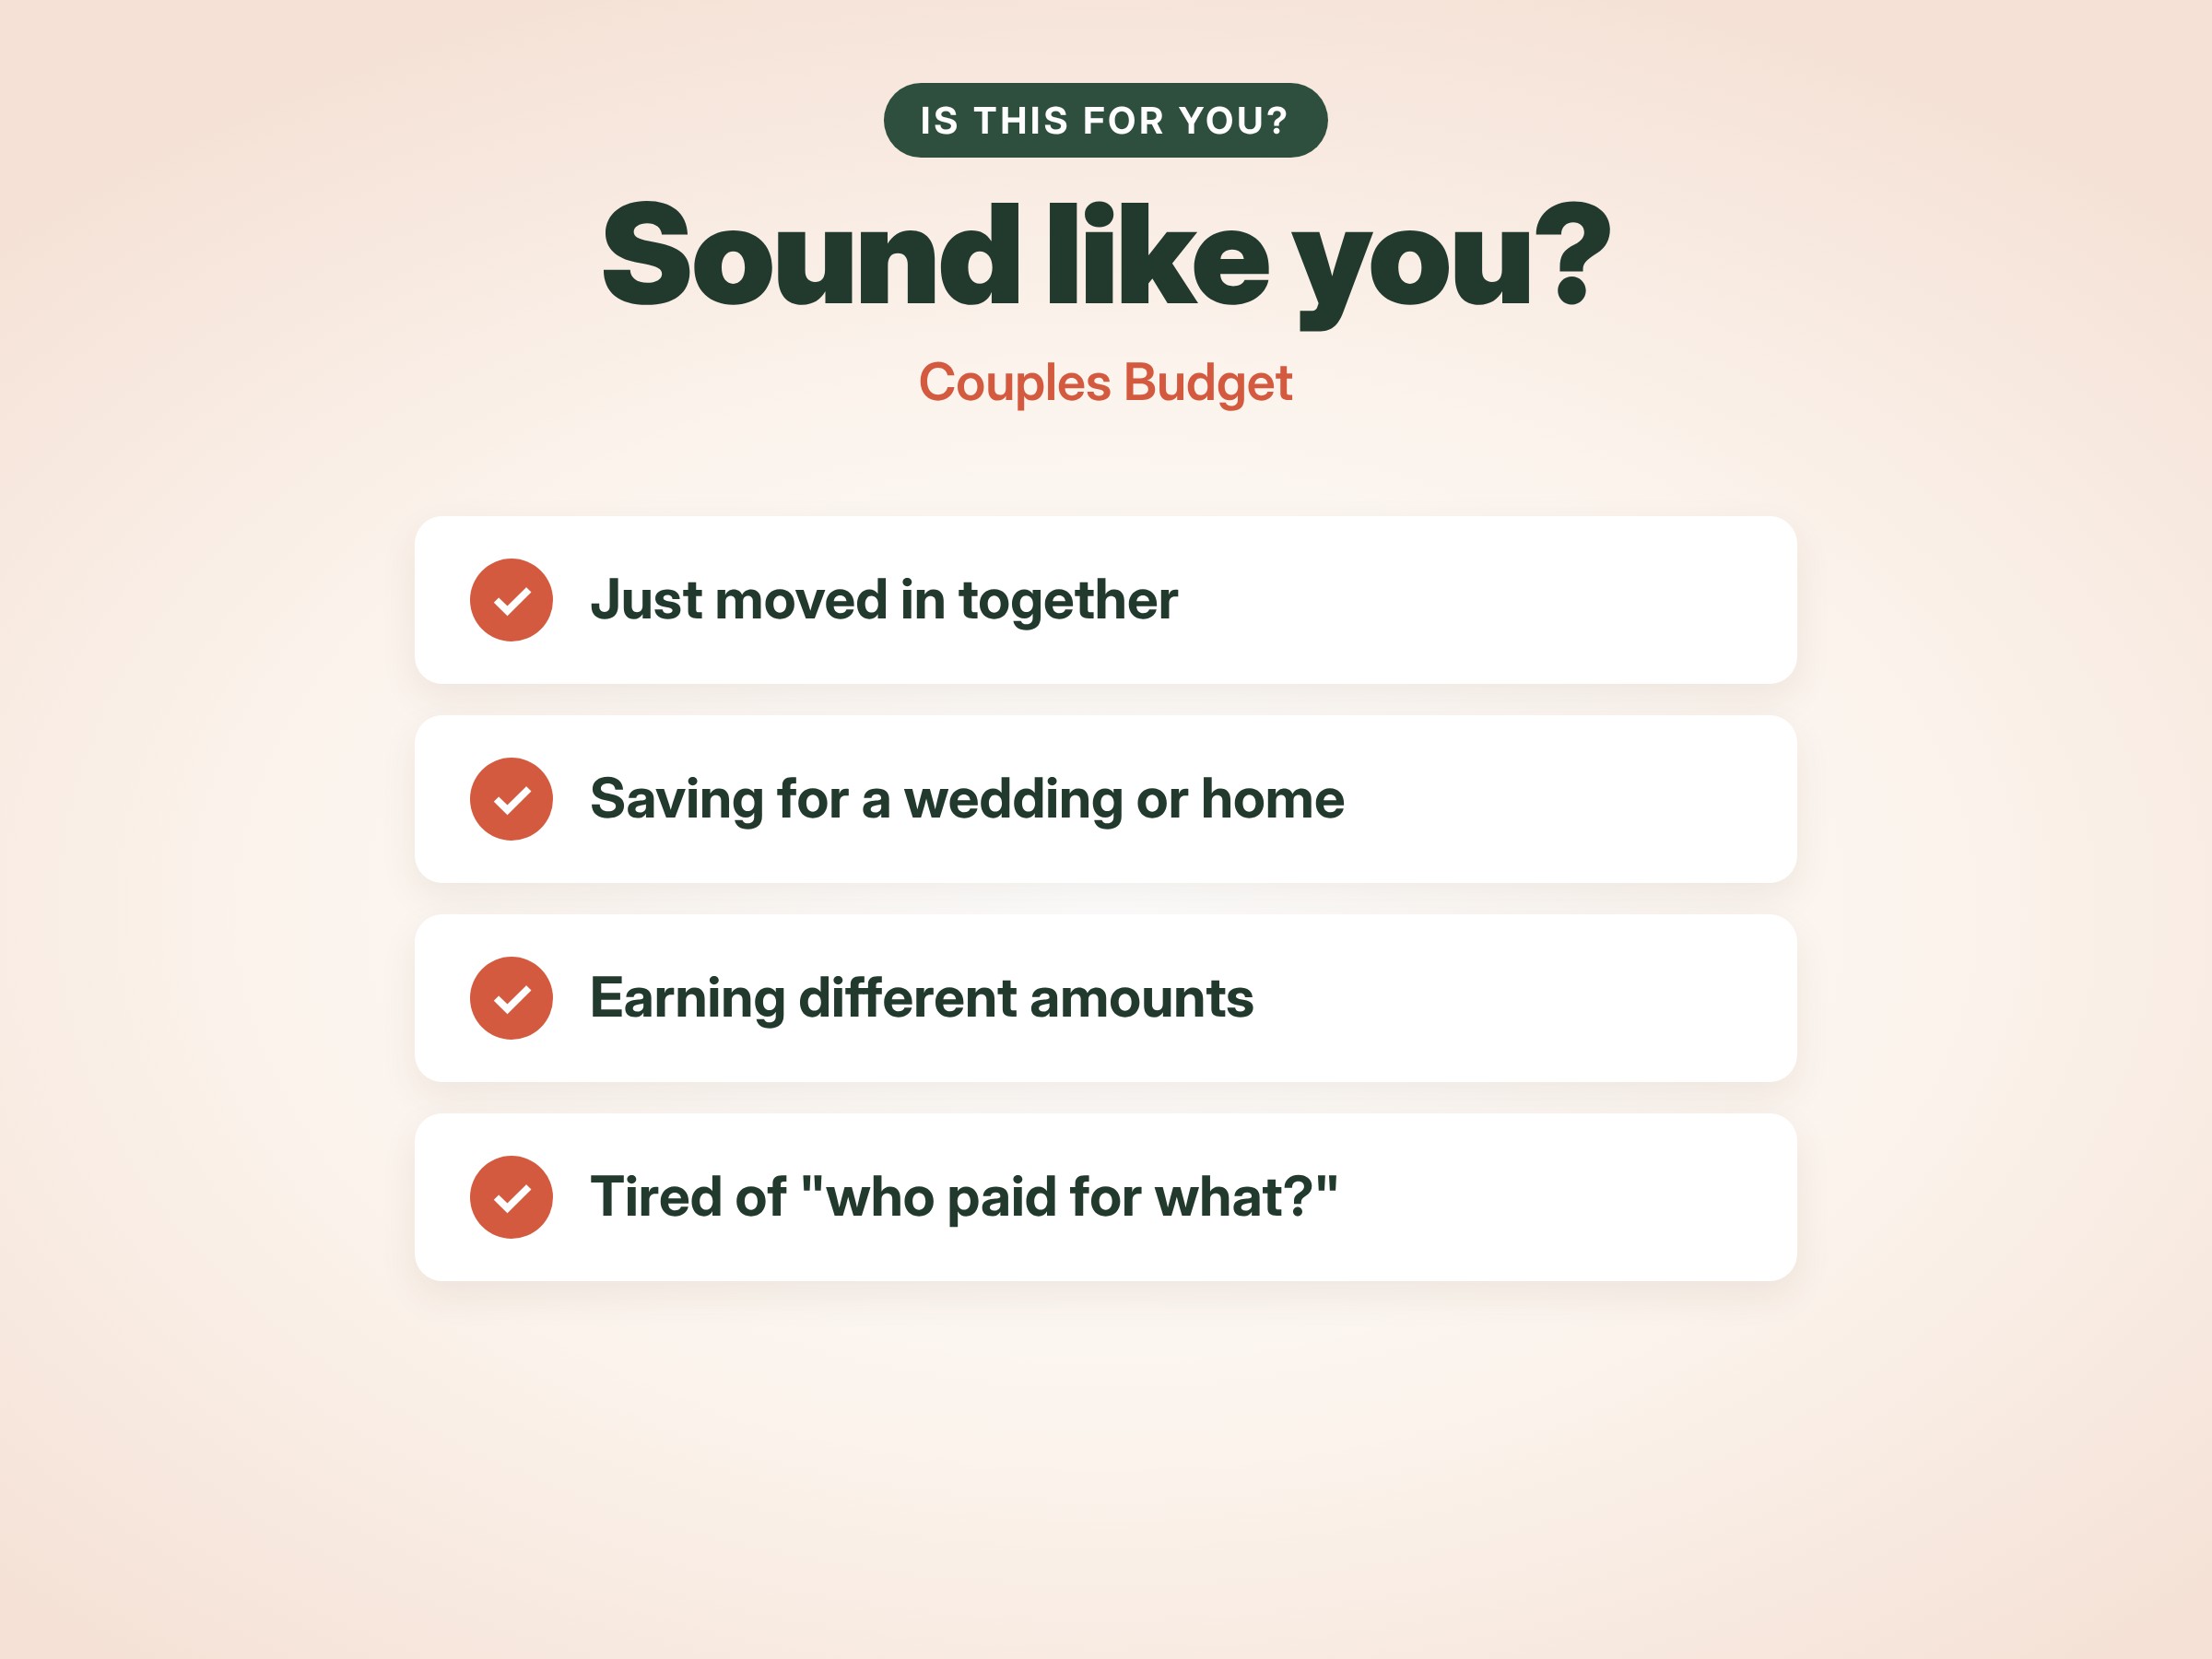 IS THIS FOR YOU?
Sound like you?
Couples Budget
Just moved in together
Saving for a wedding or home
Earning different amounts
Tired of "who paid for what?"